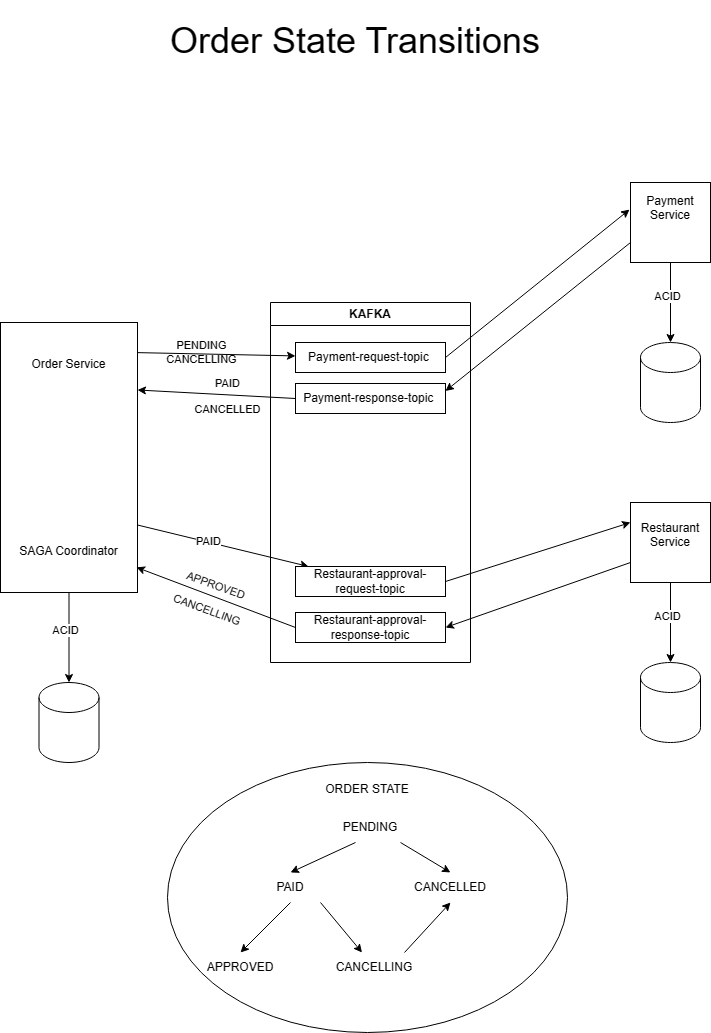 Order State Transitions
Payment
Service
ACID
KAFKA
Order Service
PENDING
CANCELLING
Payment-request-topic
PAID
CANCELLED
Payment-response-topic
Restaurant
Service
SAGA Coordinator
PAID
Restaurant-approval-
request-topic
APPROVED
CANCELLING
Restaurant-approval-
response-topic
ACID
ACID
ORDER STATE
PENDING
PAID
CANCELLED
APPROVED
CANCELLING